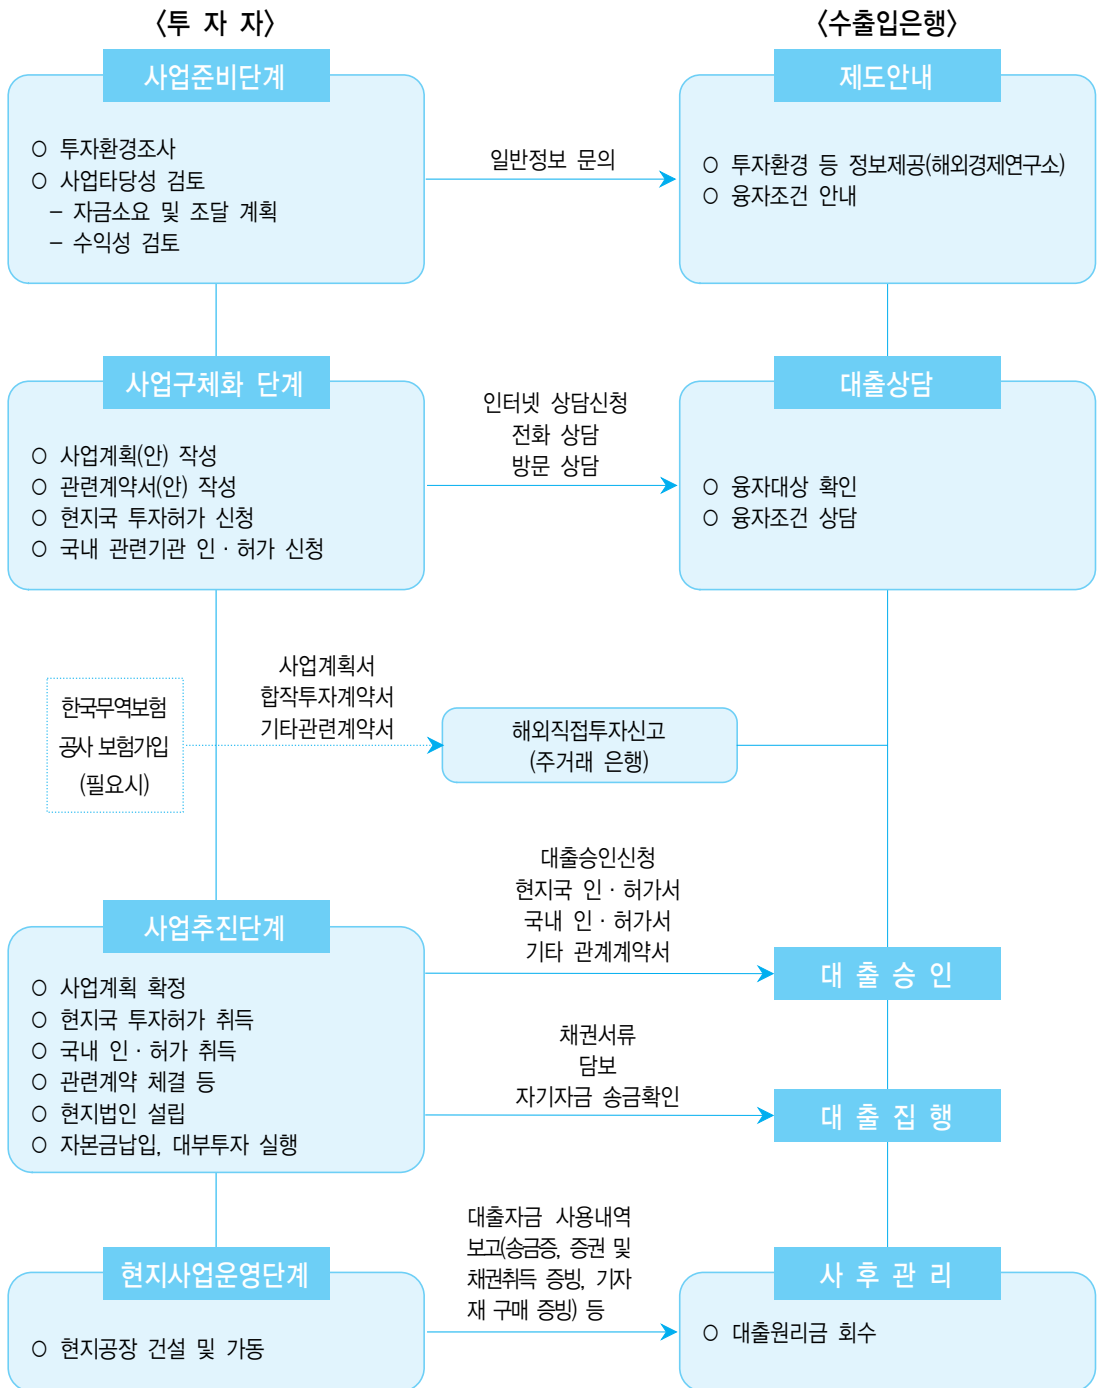 〈투 자 자〉
〈수출입은행〉
사업준비단계
○ 투자환경조사
○ 사업타당성 검토
- 자금소요 및 조달 계획
- 수익성 검토
일반정보 문의
제도안내
○ 투자환경 등 정보제공(해외경제연구소)
○ 융자조건 안내
사업구체화 단계
○ 사업계획(안) 작성
○ 관련계약서(안) 작성
○ 현지국 투자허가 신청
○ 국내 관련기관 인·허가 신청
인터넷 상담신청
전화 상담
방문 상담
대출상담
○ 융자대상 확인
○ 융자조건 상담
한국무역보험
공사 보험가입
(필요시)
사업계획서
합작투자계약서
기타관련계약서
해외직접투자신고
(주거래 은행)
사업추진단계
○ 사업계획 확정
○ 현지국 투자허가 취득
○ 국내 인·허가 취득
○ 관련계약 체결 등
○ 현지법인 설립
○ 자본금납입, 대부투자 실행
대출승인신청
현지국 인·허가서
국내 인·허가서
기타 관계계약서
대 출 승 인
채권서류
담보
자기자금 송금확인
대 출 집 행
현지사업운영단계
○ 현지공장 건설 및 가동
대출자금 사용내역
보고(송금증, 증권 및
채권취득 증빙, 기자
재 구매 증빙) 등
사 후 관 리
○ 대출원리금 회수